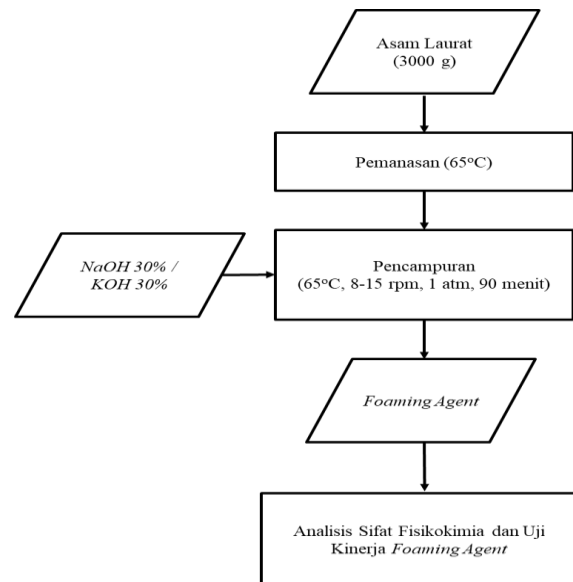 Asam Laurat
(3000 g)
Pemanasan (65°C)
NaOH 30% /
KOH 30%
Pencampuran
(65°C, 8-15 rpm, 1 atm, 90 menit)
Foaming Agent
Analisis Sifat Fisikokimia dan Uji
Kinerja Foaming Agent